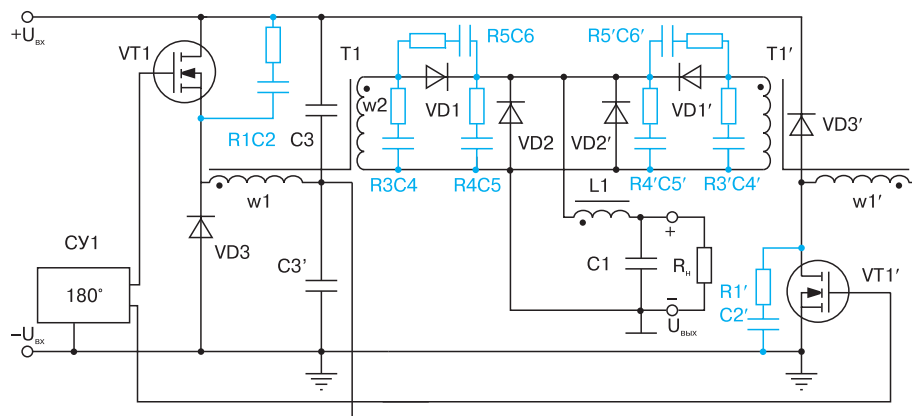 +Uвх
VT1
R1C2
C3
T1
w2
R5C6
VD1
R3C4
R4C5
VD2
VD2′
R5′C6′
VD1′
R4′C5′
R3′C4′
T1′
VD3′
w1
w1′
L1
VD3
C3'
СУ1
180°
C1
+
Rн
−
Uвых
R1′
C2′
VT1′
−Uвх